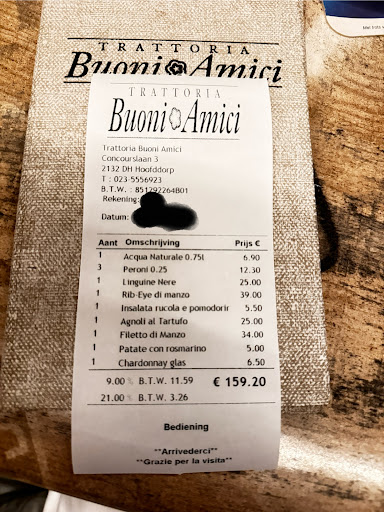 TRATTORIA
Buoni Amici
TRATTORIA
Buoni Amici
Trattoria Buoni Amici
Concourslaan 3
2132 DH Hoofddorp
T : 023-5556923
B.T.W. : 851792264B01
Rekening:
Datum:
Aant Omschrijving Prijs €
1 Acqua Naturale 0.75l 6.90
3 Peroni 0.25 12.30
1 Linguine Nere 25.00
1 Rib-Eye di manzo 39.00
1 Insalata rucola e pomodorir 5.50
1 Agnoli al Tartufo 25.00
1 Filetto di Manzo 34.00
1 Patate con rosmarino 5.00
1 Chardonnay glas 6.50
9.00 % B.T.W. 11.59 € 159.20
21.00 % B.T.W. 3.26
Bediening
**Arrivederci**
**Grazie per la visita**